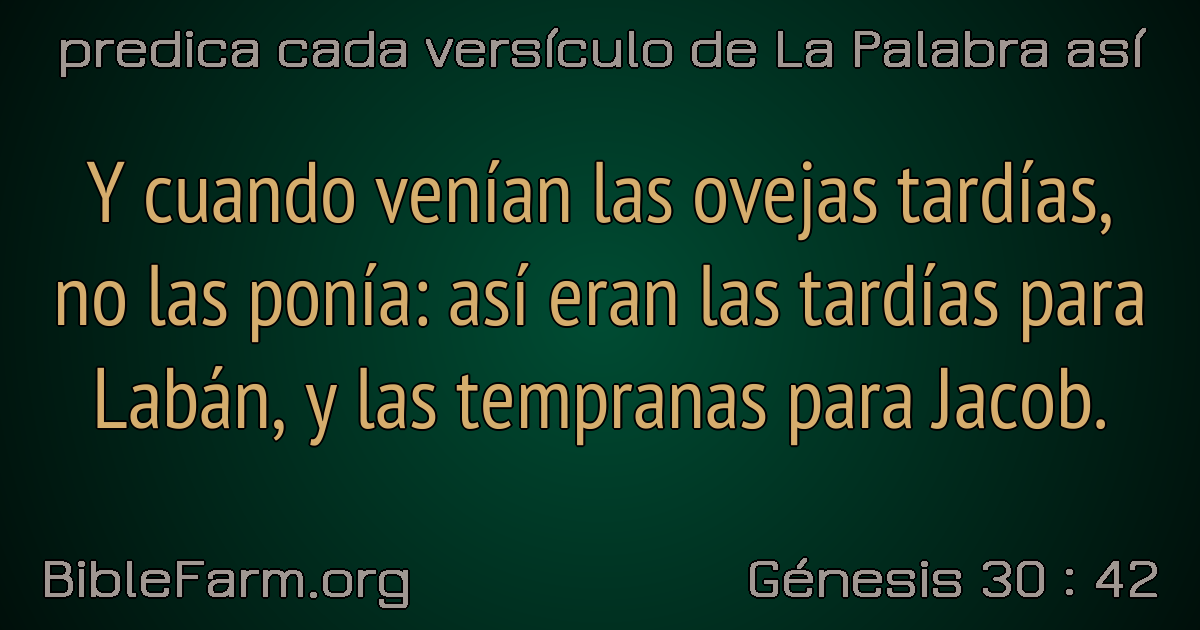 predica cada versículo de La Palabra así
Y cuando venían las ovejas tardías,
no las ponía: así eran las tardías para
Labán, y las tempranas para Jacob.
BibleFarm.org
Génesis 30 : 42